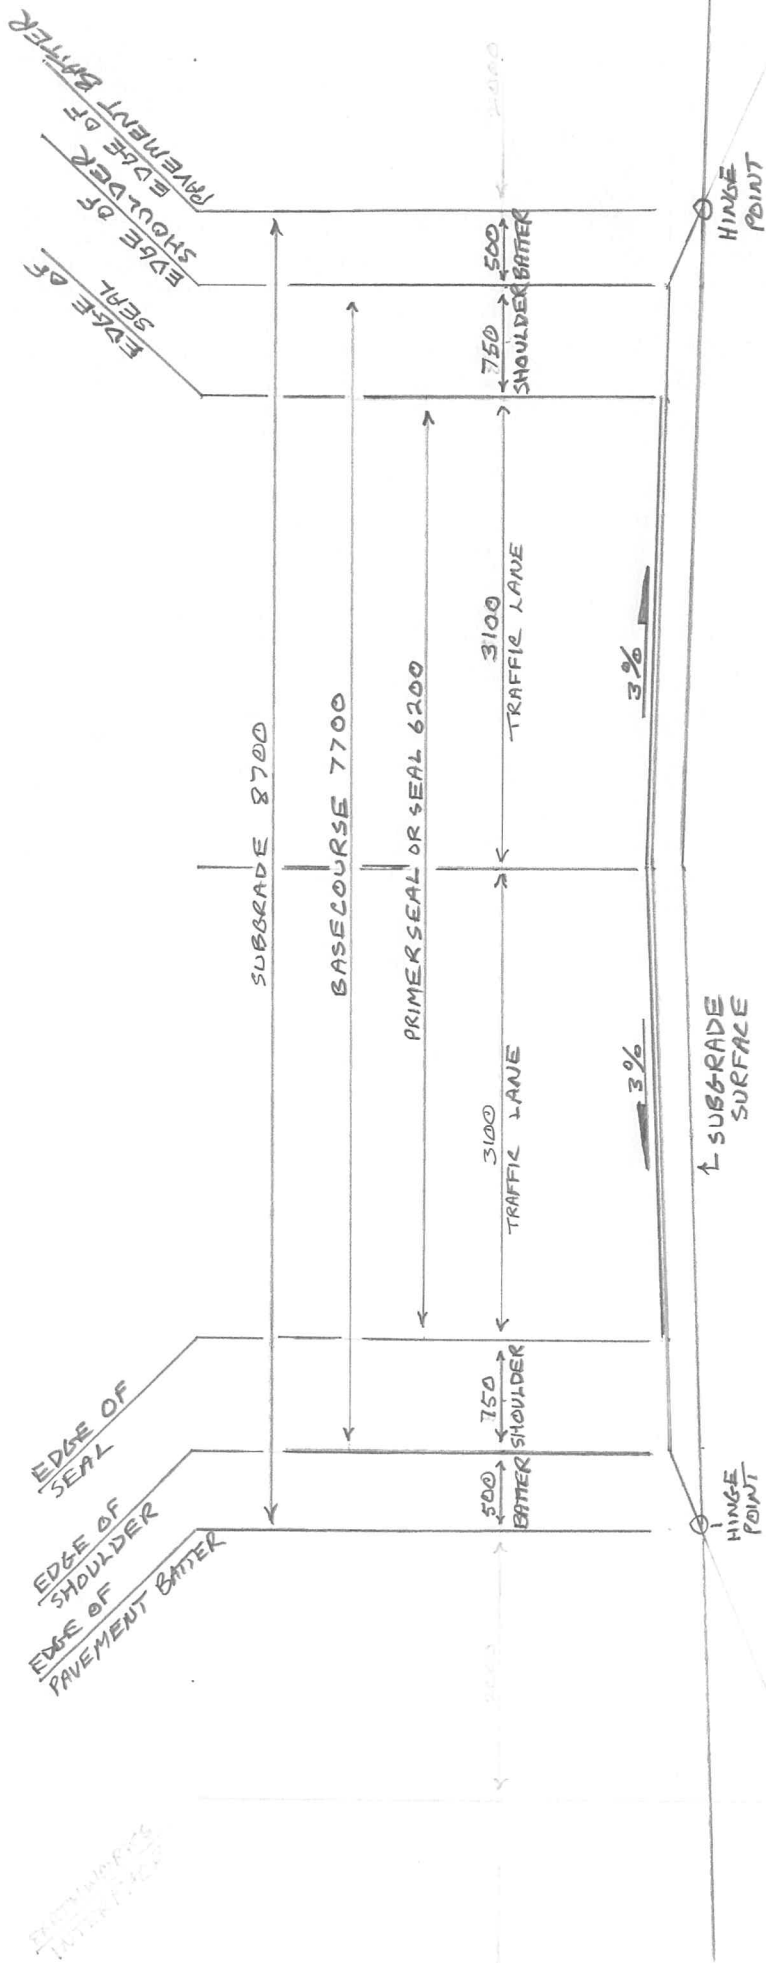 EDGE OF
PAVEMENT BATTER
EDGE OF
SHOULDER
EDGE OF
SEAL
EDGE OF
SEAL
EDGE OF
SHOULDER
EDGE OF
PAVEMENT BATTER
SUBGRADE 8700
BASECOURSE 7700
PRIMERSEAL OR SEAL 6200
500
BATTER
750
SHOULDER
3100
TRAFFIC LANE
3100
TRAFFIC LANE
750
SHOULDER
500
BATTER
3%
3%
HINGE
POINT
SUBGRADE
SURFACE
HINGE
POINT